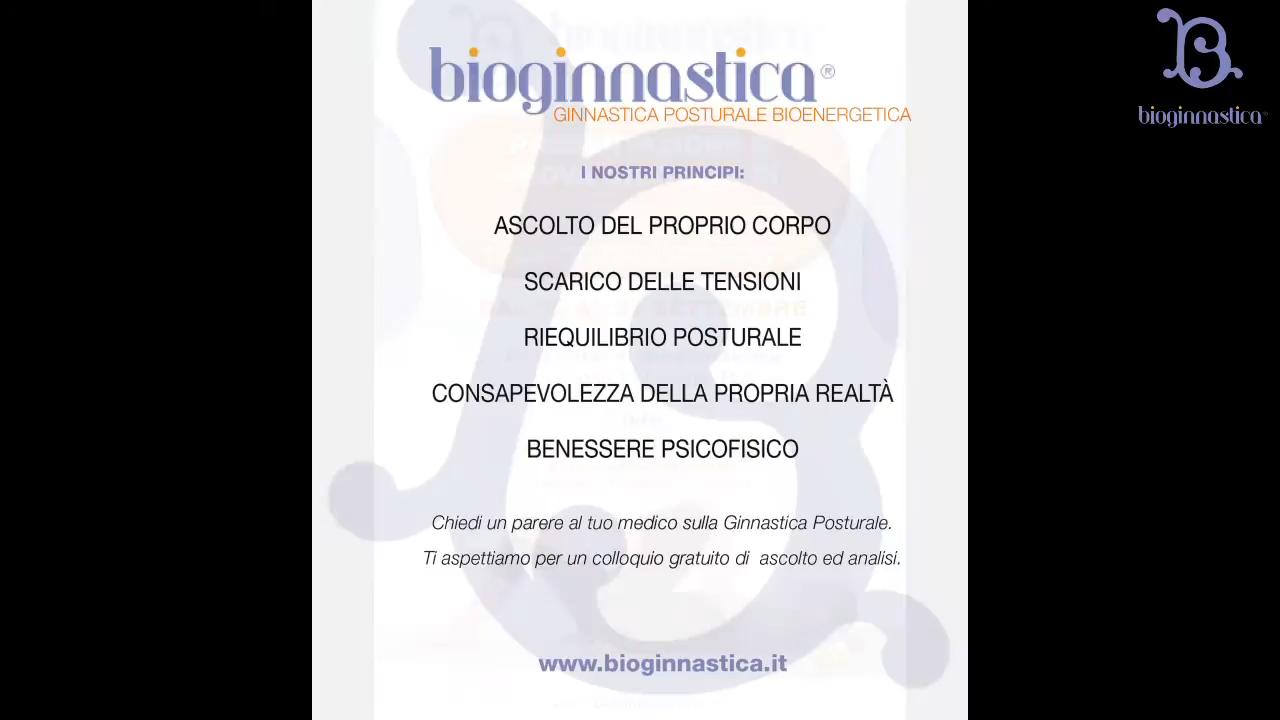 bioginnastica®
GINNASTICA POSTURALE BIOENERGETICA
I NOSTRI PRINCIPI:
ASCOLTO DEL PROPRIO CORPO
SCARICO DELLE TENSIONI
RIEQUILIBRIO POSTURALE
CONSAPEVOLEZZA DELLA PROPRIA REALTÀ
BENESSERE PSICOFISICO
Chiedi un parere al tuo medico sulla Ginnastica Posturale.
Ti aspettiamo per un colloquio gratuito di ascolto ed analisi.
www.bioginnastica.it
B
bioginnastica®